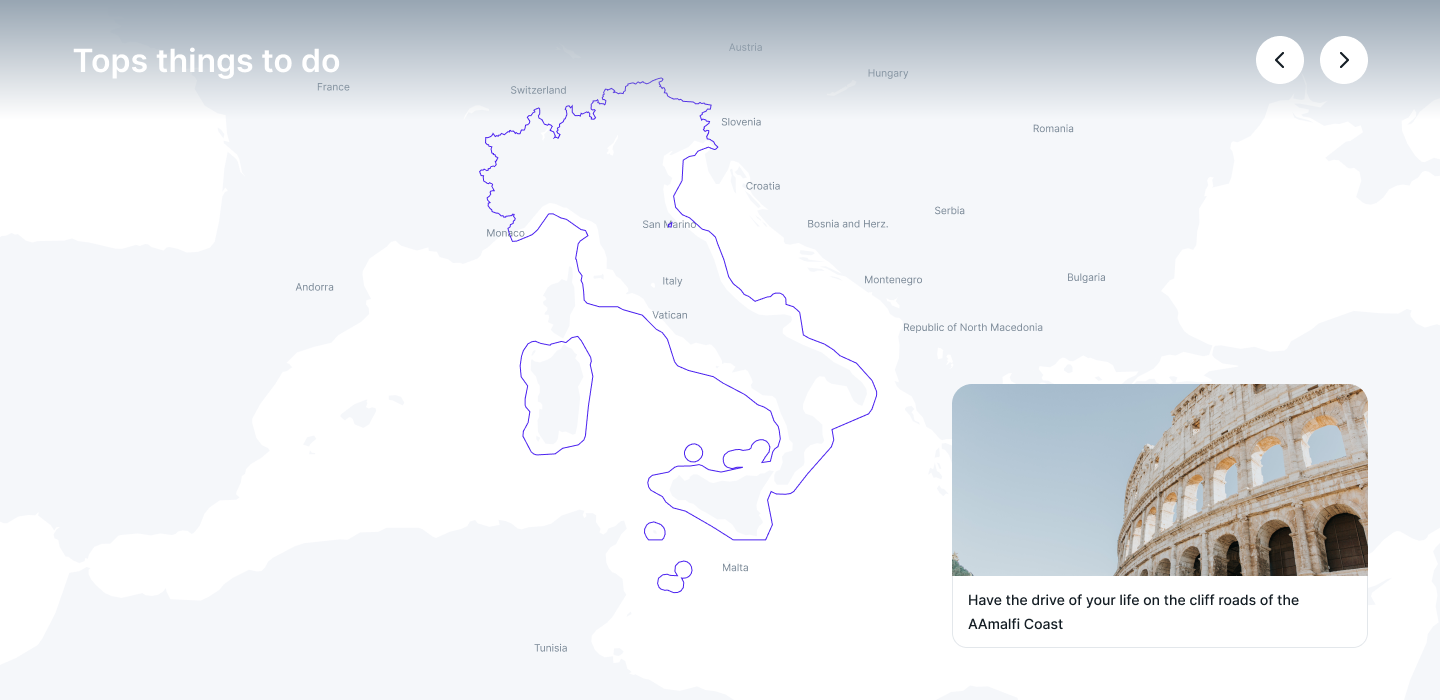 Tops things to do
Austria
Hungary
France
Switzerland
Slovenia
Romania
Croatia
Serbia
San Marino
Bosnia and Herz.
Monaco
Andorra
Italy
Montenegro
Bulgaria
Vatican
Republic of North Macedonia
Malta
Have the drive of your life on the cliff roads of the
AAmalfi Coast
Tunisia